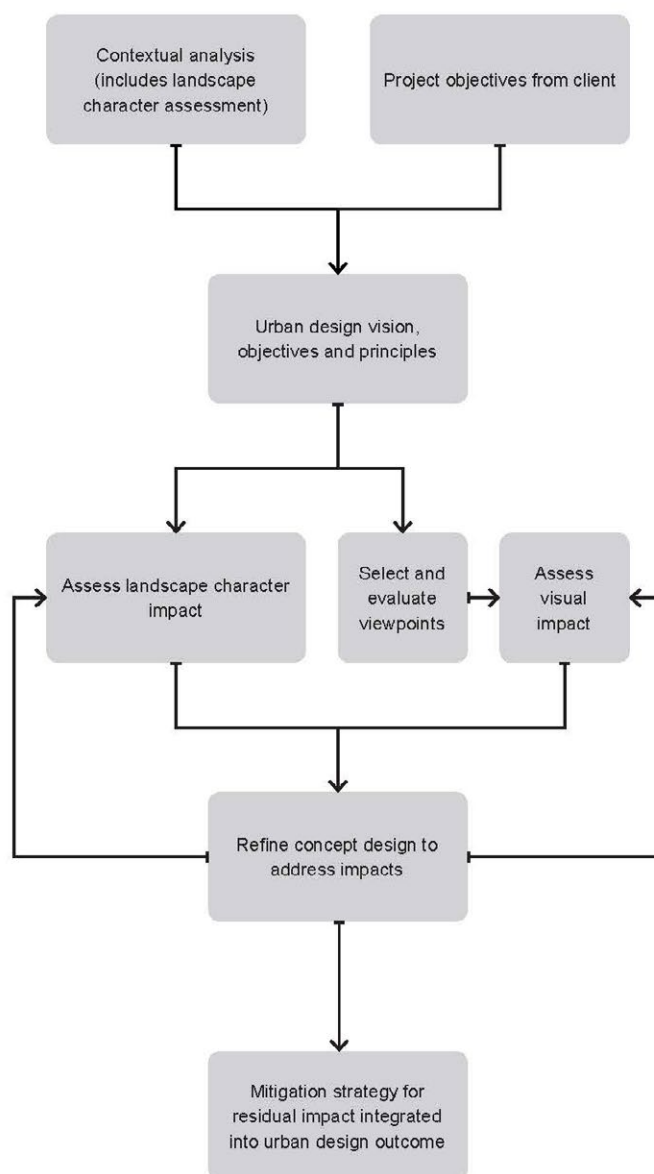 Contextual analysis
(includes landscape
character assessment)
Project objectives from client
Urban design vision,
objectives and principles
Assess landscape character
impact
Select and
evaluate
viewpoints
Assess
visual
impact
Refine concept design to
address impacts
Mitigation strategy for
residual impact integrated
into urban design outcome